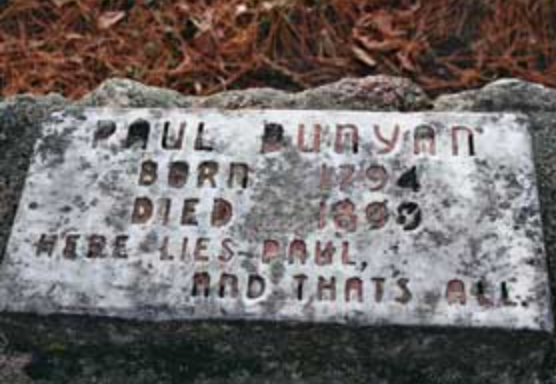 PAUL BUNYAN
BORN 1794
DIED 1899
HERE LIES PAUL,
AND THATS ALL.